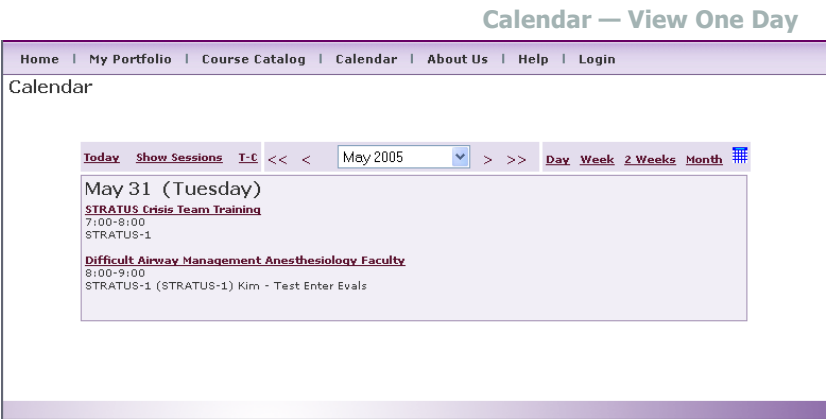 Calendar — View One Day
Home | My Portfolio | Course Catalog | Calendar | About Us | Help | Login
Calendar
Today Show Sessions T-C << < May 2005 > >> Day Week 2 Weeks Month
May 31 (Tuesday)
STRATUS Crisis Team Training
7:00-8:00
STRATUS-1
Difficult Airway Management Anesthesiology Faculty
8:00-9:00
STRATUS-1 (STRATUS-1) Kim - Test Enter Evals